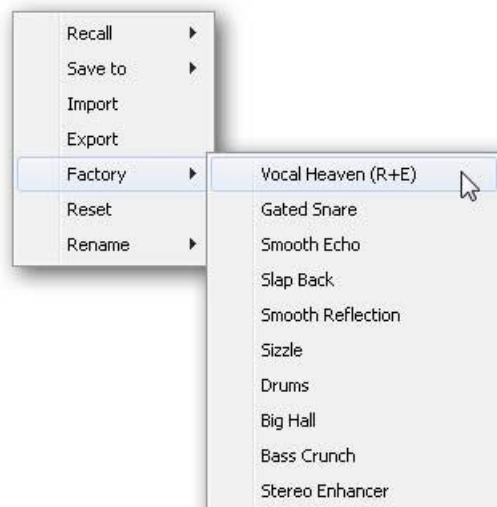 Recall
Save to
Import
Export
Factory
Reset
Rename
Vocal Heaven (R+E)
Gated Snare
Smooth Echo
Slap Back
Smooth Reflection
Sizzle
Drums
Big Hall
Bass Crunch
Stereo Enhancer